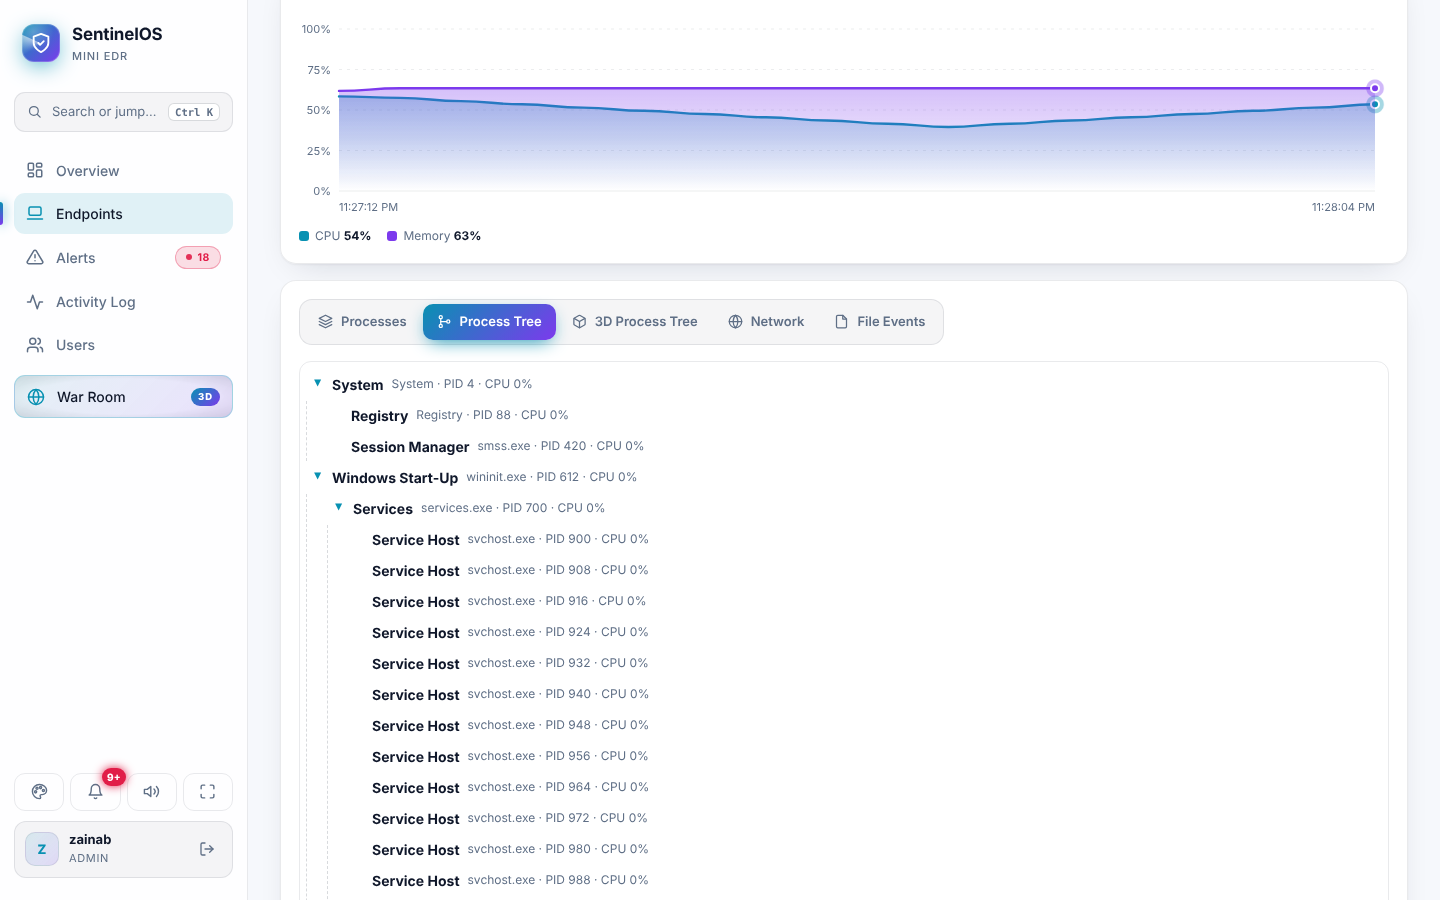 SentinelOS
MINI EDR
Search or jump... Ctrl K
Overview
Endpoints
Alerts 18
Activity Log
Users
War Room 3D
9+
Z zainab
ADMIN
100%
75%
50%
25%
0%
11:27:12 PM 11:28:04 PM
CPU 54% Memory 63%
Processes Process Tree 3D Process Tree Network File Events
System System · PID 4 · CPU 0%
Registry Registry · PID 88 · CPU 0%
Session Manager smss.exe · PID 420 · CPU 0%
Windows Start-Up wininit.exe · PID 612 · CPU 0%
Services services.exe · PID 700 · CPU 0%
Service Host svchost.exe · PID 900 · CPU 0%
Service Host svchost.exe · PID 908 · CPU 0%
Service Host svchost.exe · PID 916 · CPU 0%
Service Host svchost.exe · PID 924 · CPU 0%
Service Host svchost.exe · PID 932 · CPU 0%
Service Host svchost.exe · PID 940 · CPU 0%
Service Host svchost.exe · PID 948 · CPU 0%
Service Host svchost.exe · PID 956 · CPU 0%
Service Host svchost.exe · PID 964 · CPU 0%
Service Host svchost.exe · PID 972 · CPU 0%
Service Host svchost.exe · PID 980 · CPU 0%
Service Host svchost.exe · PID 988 · CPU 0%